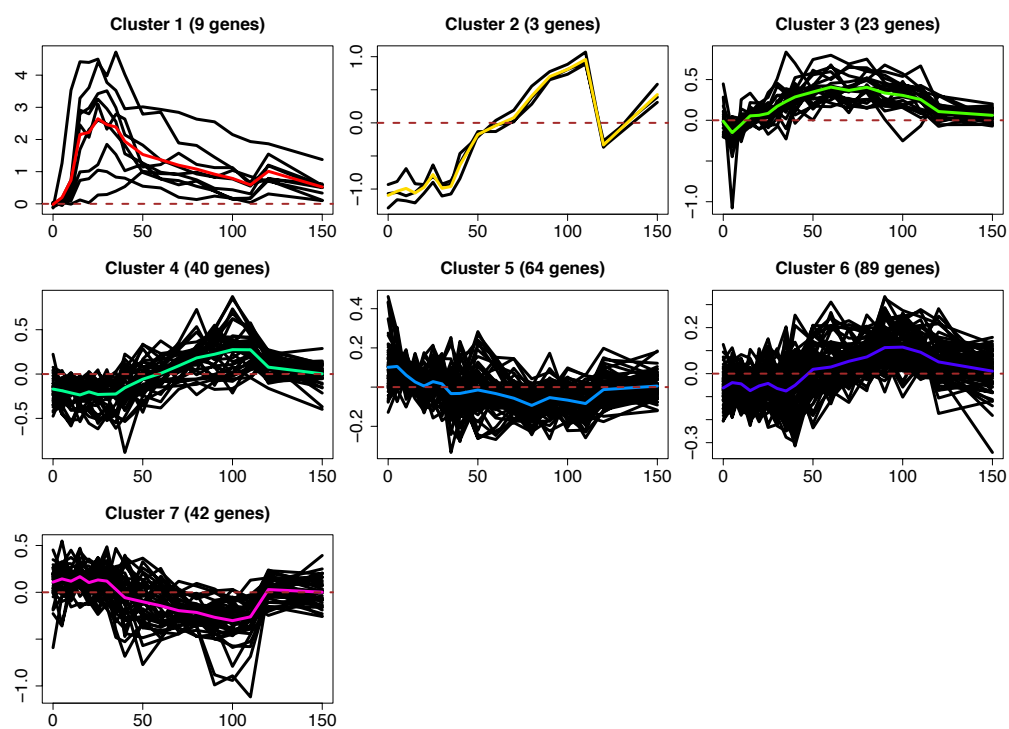 Cluster 1 (9 genes)
0 1 2 3 4
0 50 100 150
Cluster 2 (3 genes)
−1.0 0.0 1.0
0 50 100 150
Cluster 3 (23 genes)
−1.0 0.0 0.5
0 50 100 150
Cluster 4 (40 genes)
−0.5 0.0 0.5
0 50 100 150
Cluster 5 (64 genes)
−0.2 0.2 0.4
0 50 100 150
Cluster 6 (89 genes)
−0.3 0.0 0.2
0 50 100 150
Cluster 7 (42 genes)
−1.0 0.0 0.5
0 50 100 150